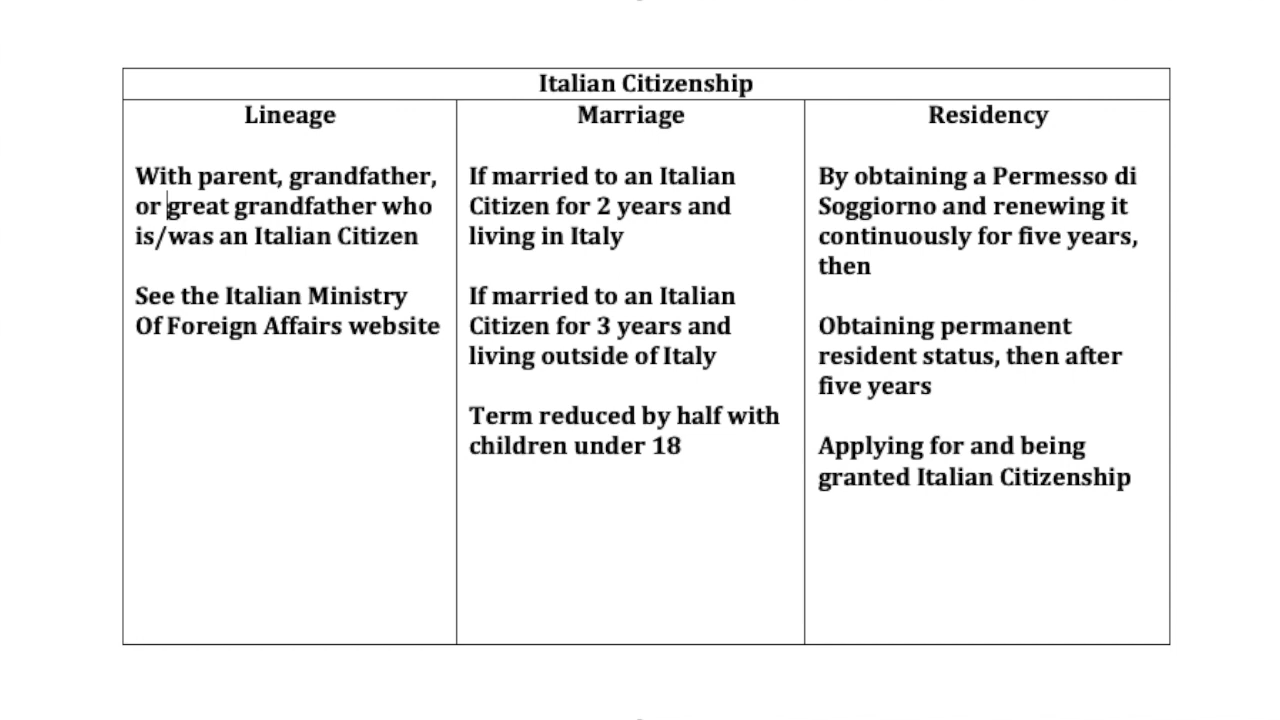 Italian Citizenship
Lineage
With parent, grandfather,
or great grandfather who
is/was an Italian Citizen
See the Italian Ministry
Of Foreign Affairs website
Marriage
If married to an Italian
Citizen for 2 years and
living in Italy
If married to an Italian
Citizen for 3 years and
living outside of Italy
Term reduced by half with
children under 18
Residency
By obtaining a Permesso di
Soggiorno and renewing it
continuously for five years,
then
Obtaining permanent
resident status, then after
five years
Applying for and being
granted Italian Citizenship